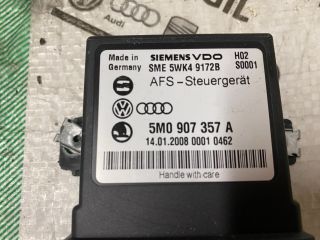 Made in
Germany
SIEMENS VDO
SME 5WK4 9172B
H02
S0001
AFS-Steuergerät
5M0 907 357 A
14.01.2008 0001 0462
Handle with care
Audi